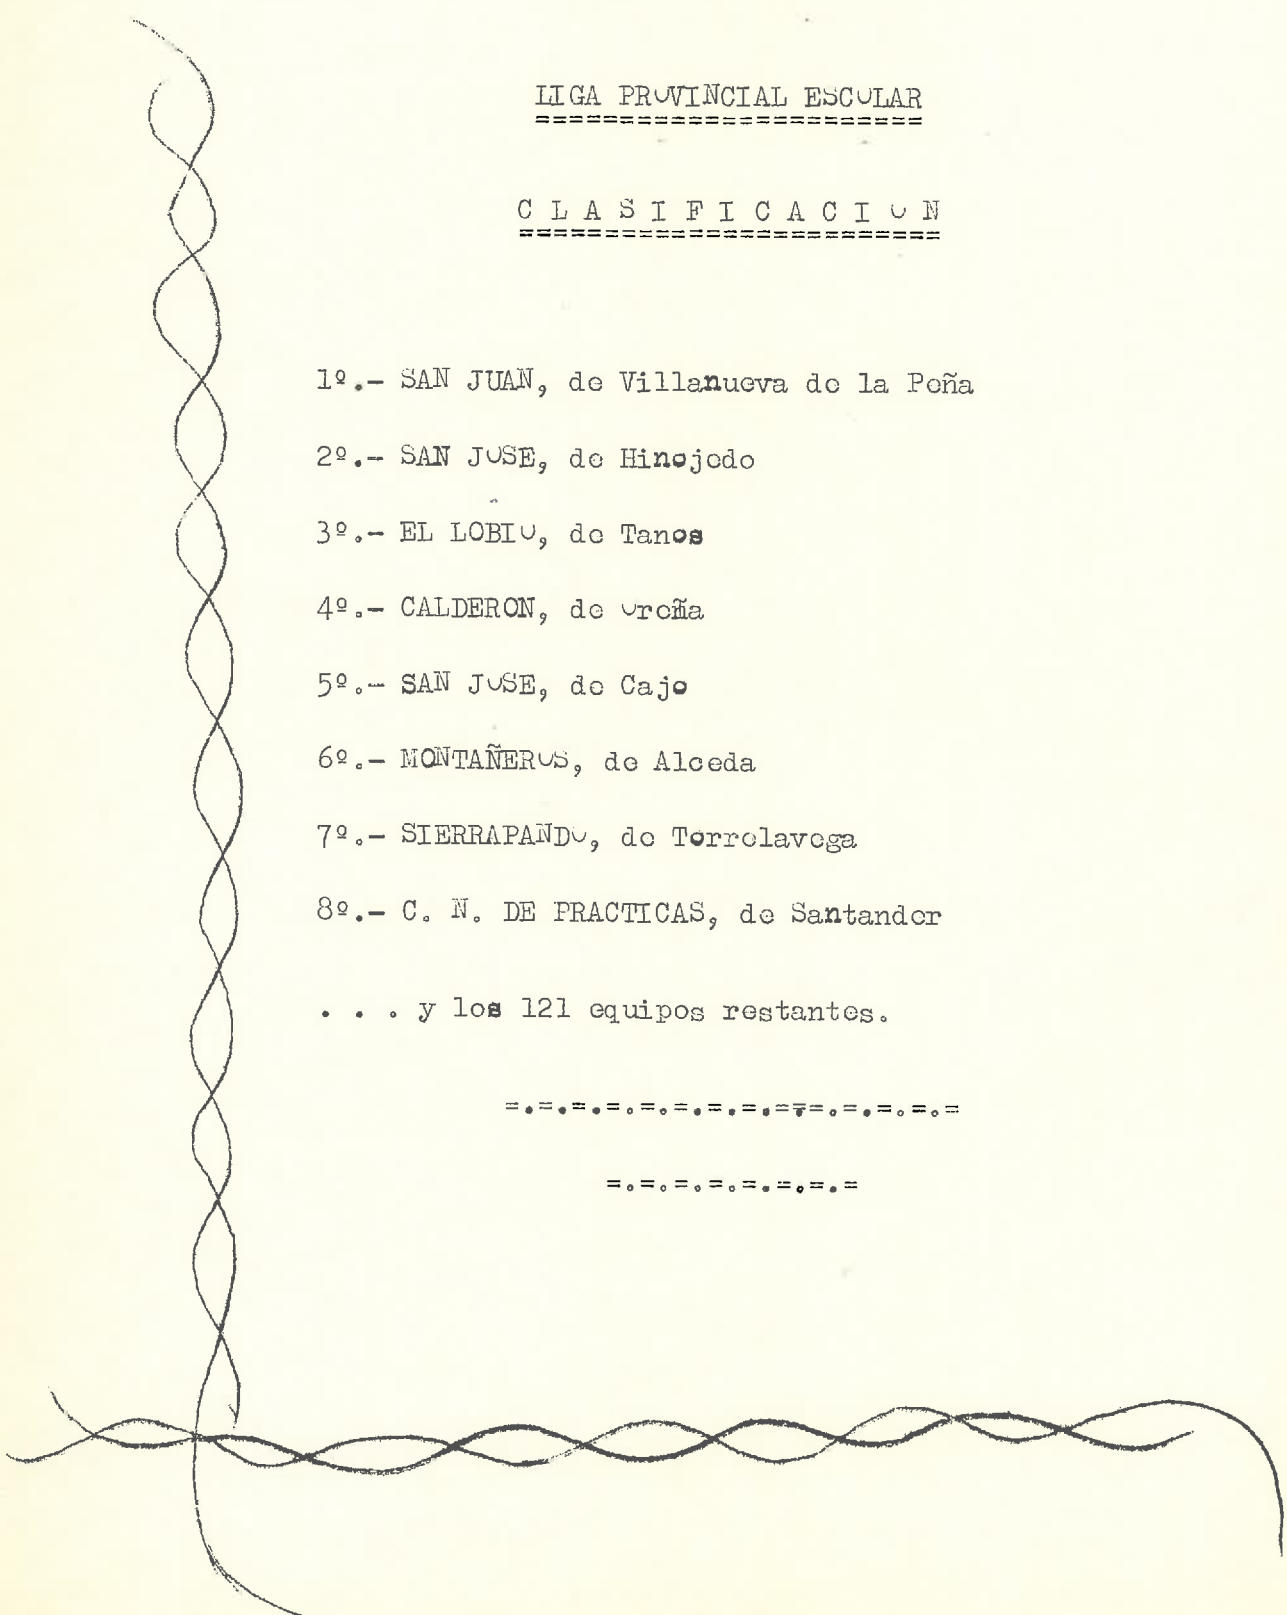 LIGA PROVINCIAL ESCOLAR
=======================
C L A S I F I C A C I O N
=========================
1º.- SAN JUAN, de Villanueva de la Peña
2º.- SAN JOSE, de Hinojedo
3º.- EL LOBIO, de Tanos
4º.- CALDERON, de Oreña
5º.- SAN JOSE, de Cajo
6º.- MONTAÑEROS, de Alceda
7º.- SIERRAPANDO, de Torrelavega
8º.- C. N. DE PRACTICAS, de Santander
. . . y los 121 equipos restantes.
=.=.=.=.=.=.=.=.=.=.=.=.=.=
=.=.=.=.=.=.=.=